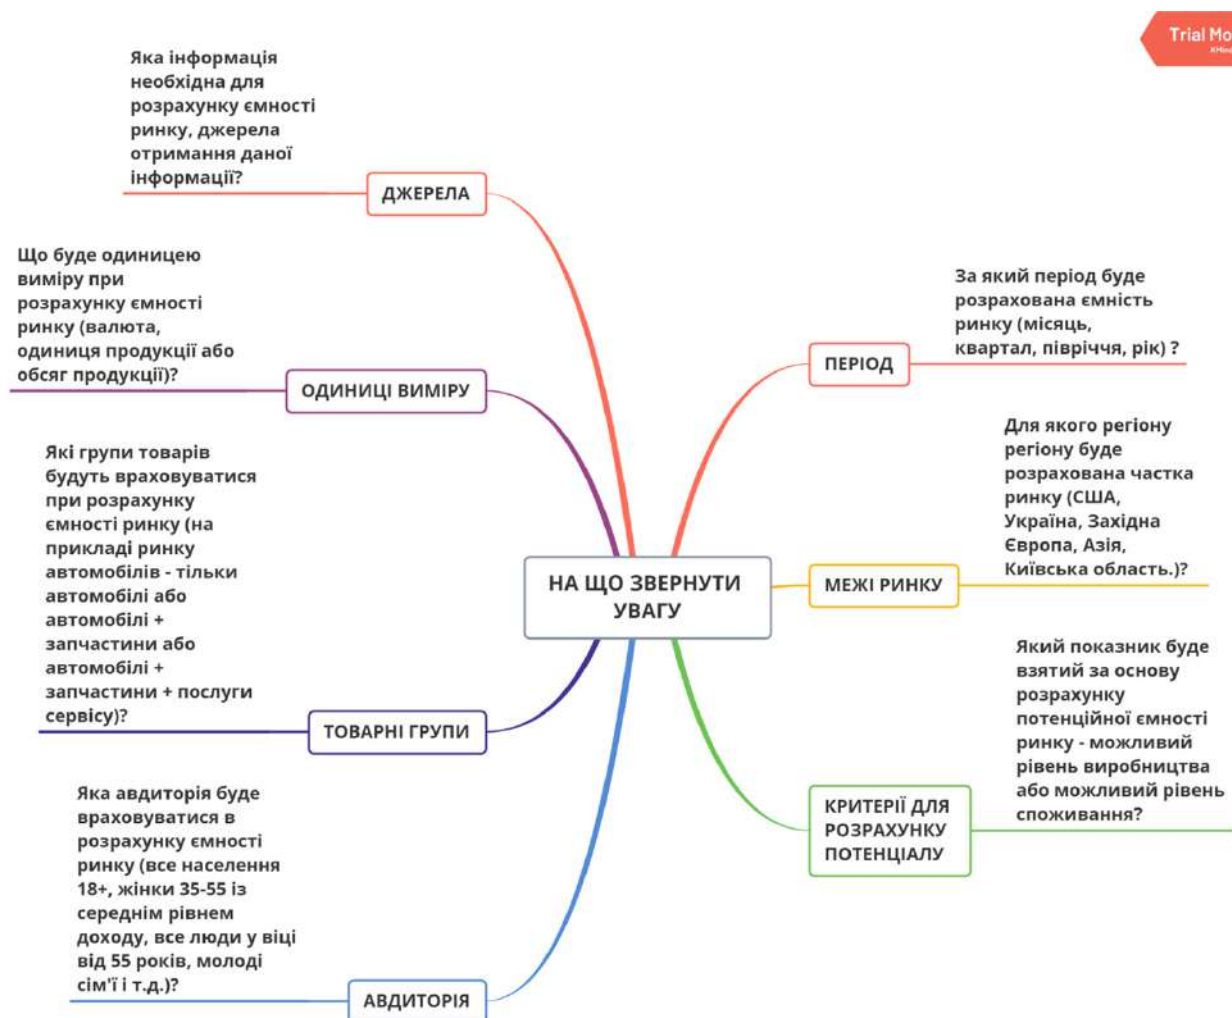 Trial Mo
XMind
Яка інформація
необхідна для
розрахунку ємності
ринку, джерела
отримання даної
інформації?
ДЖЕРЕЛА
Що буде одиницею
виміру при
розрахунку ємності
ринку (валюта,
одиниця продукції або
обсяг продукції)?
ОДИНИЦІ ВИМІРУ
Які групи товарів
будуть враховуватися
при розрахунку
ємності ринку (на
прикладі ринку
автомобілів - тільки
автомобілі або
автомобілі +
запчастини або
автомобілі +
запчастини + послуги
сервісу)?
ТОВАРНІ ГРУПИ
Яка авдиторія буде
враховуватися в
розрахунку ємності
ринку (все населення
18+, жінки 35-55 із
середнім рівнем
доходу, все люди у віці
від 55 років, молоді
сім'ї і т.д.)?
АВДИТОРІЯ
НА ЩО ЗВЕРНУТИ
УВАГУ
За який період буде
розрахована ємність
ринку (місяць,
квартал, півріччя, рік) ?
ПЕРІОД
Для якого регіону
регіону буде
розрахована частка
ринку (США,
Україна, Західна
Європа, Азія,
Київська область.)?
МЕЖІ РИНКУ
Який показник буде
взятий за основу
розрахунку
потенційної ємності
ринку - можливий
рівень виробництва
або можливий рівень
споживання?
КРИТЕРІЇ ДЛЯ
РОЗРАХУНКУ
ПОТЕНЦІАЛУ